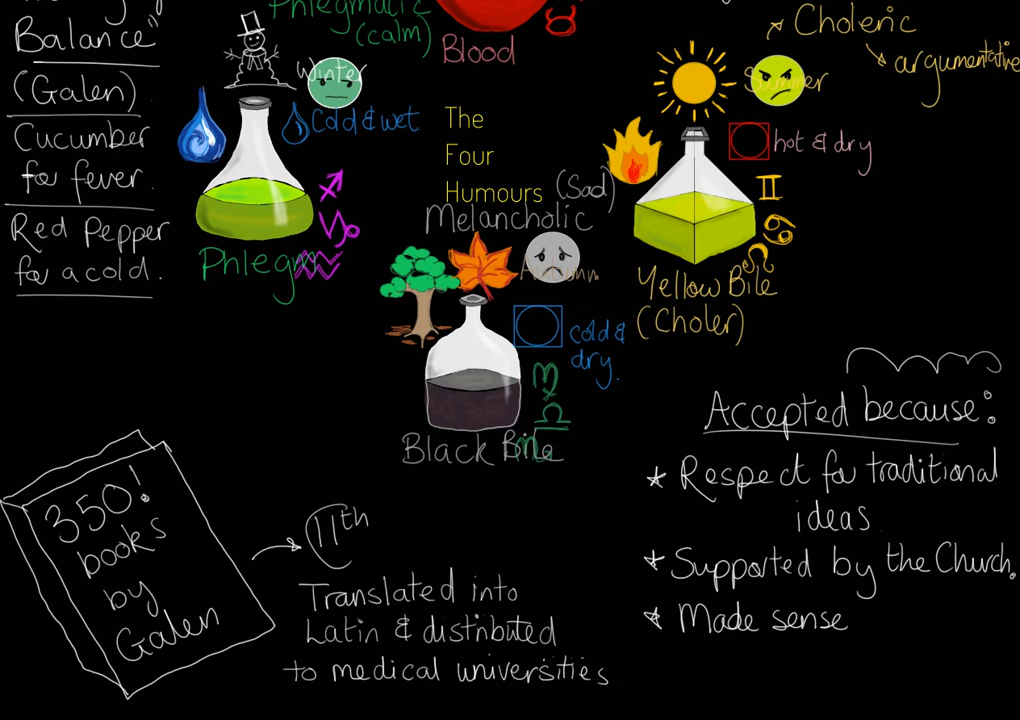 Balance"
(Galen)
Cucumber
for fever.
Red Pepper
for a cold.
Phlegmatic
(calm)
Blood
Choleric
argumentative
Winter
Cold & wet
Phlegm
The
Four
Humours
(Sad)
Melancholic
Autumn
cold &
dry.
Black Bile
Summer
hot & dry
Yellow Bile
(Choler)
350!
books
by
Galen
11th
Translated into
Latin & distributed
to medical universities
Accepted because:
* Respect for traditional
ideas
* Supported by the Church.
* Made sense